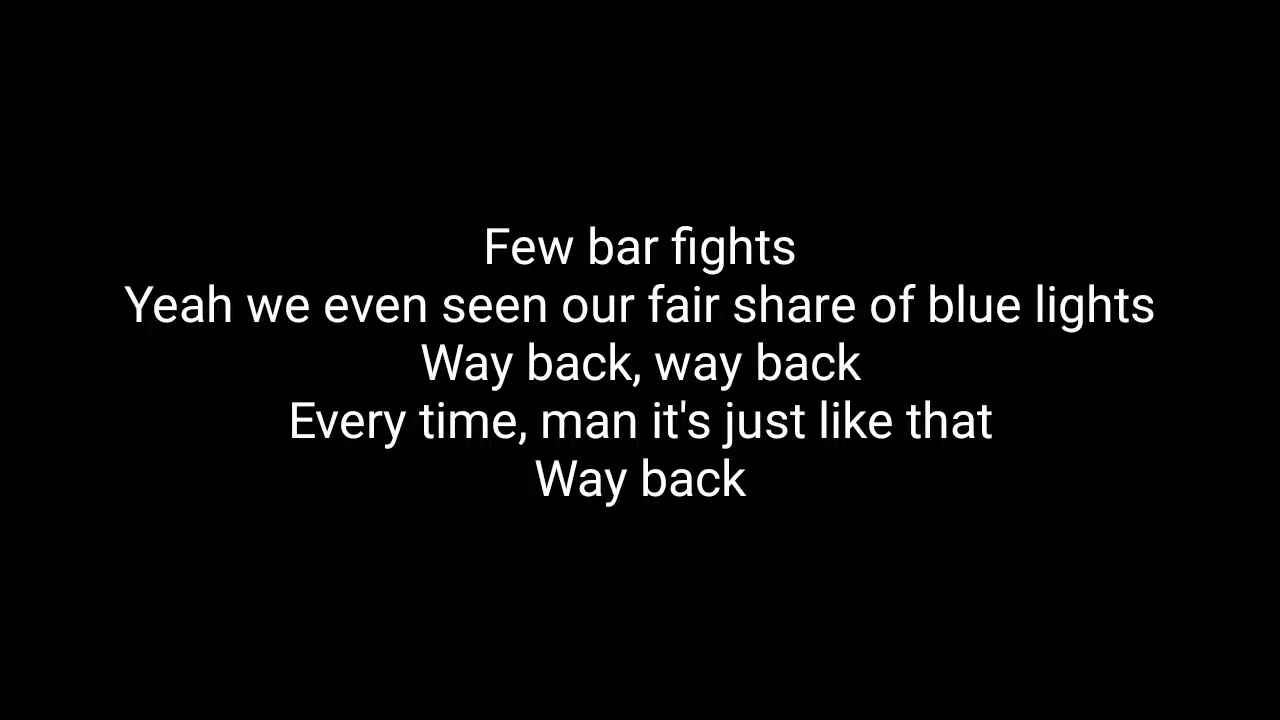 Few bar fights
Yeah we even seen our fair share of blue lights
Way back, way back
Every time, man it's just like that
Way back